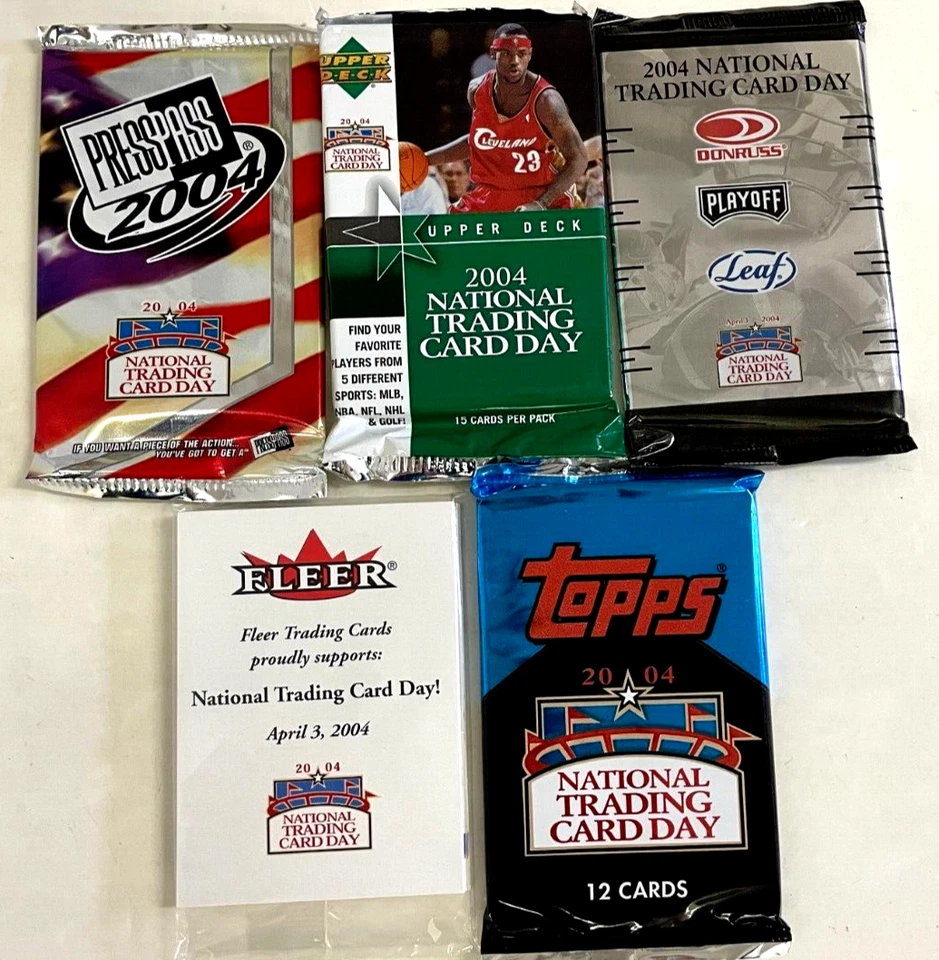 PRESSPASS
2004
®
20 04
NATIONAL
TRADING
CARD DAY
IF YOU WANT A PIECE OF THE ACTION...
YOU'VE GOT TO GET A™
UPPER
DECK
20 04
NATIONAL
TRADING
CARD DAY
CLEVELAND
23
UPPER DECK
2004
NATIONAL
TRADING
CARD DAY
FIND YOUR
FAVORITE
PLAYERS FROM
5 DIFFERENT
SPORTS: MLB,
NBA, NFL, NHL
& GOLF!
15 CARDS PER PACK
2004 NATIONAL
TRADING CARD DAY
DONRUSS®
PLAYOFF
Leaf
April 3 2004
NATIONAL
TRADING
CARD DAY
FLEER®
Fleer Trading Cards
proudly supports:
National Trading Card Day!
April 3, 2004
20 04
NATIONAL
TRADING
CARD DAY
topps®
20 04
NATIONAL
TRADING
CARD DAY
12 CARDS